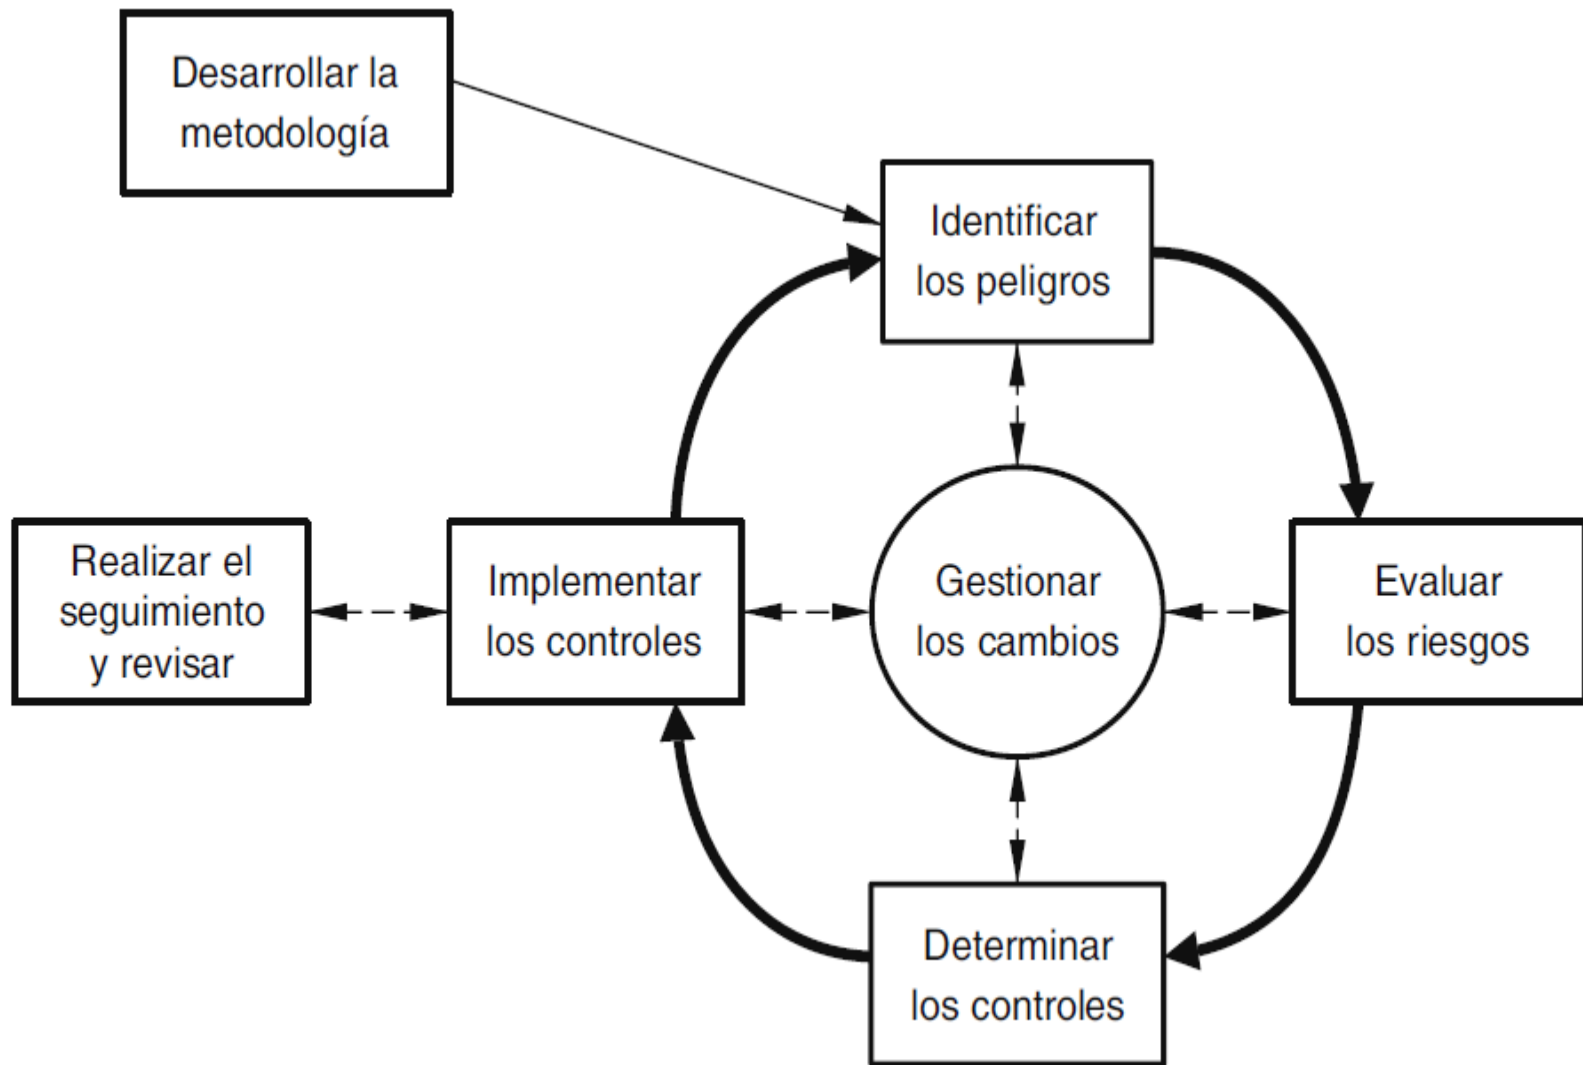 Desarrollar la
metodología
Identificar
los peligros
Realizar el
seguimiento
y revisar
Implementar
los controles
Gestionar
los cambios
Evaluar
los riesgos
Determinar
los controles